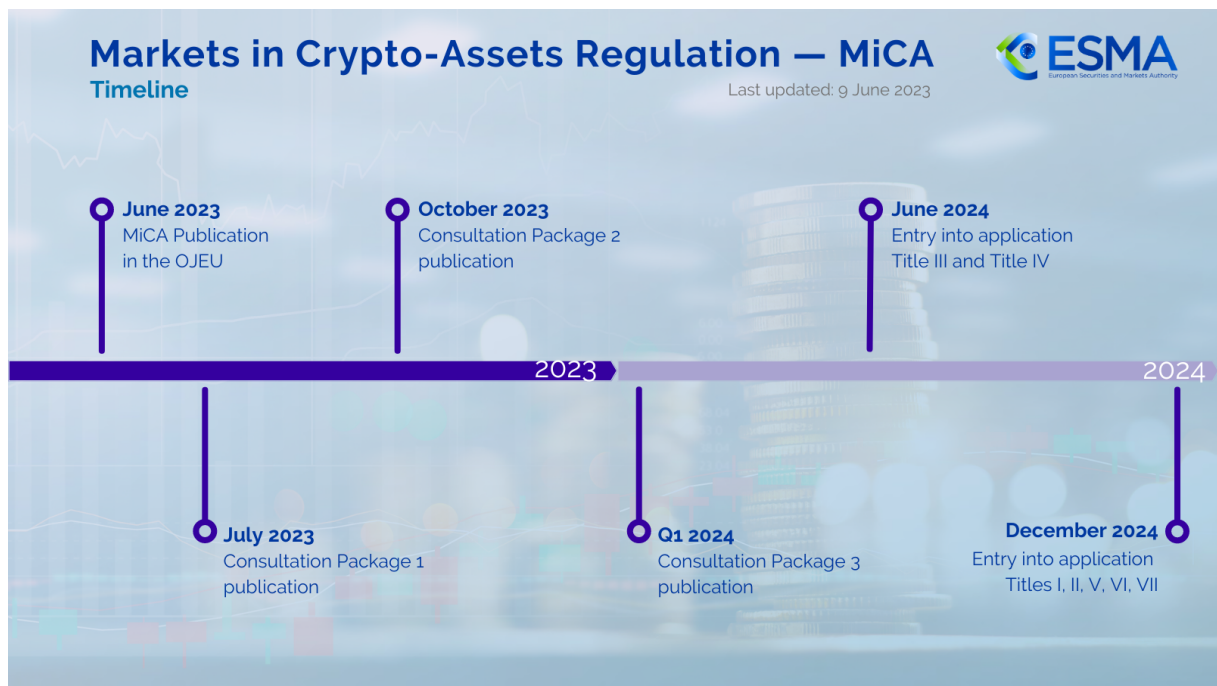 Markets in Crypto-Assets Regulation — MiCA
Timeline
Last updated: 9 June 2023
ESMA
European Securities and Markets Authority
June 2023
MiCA Publication
in the OJEU
October 2023
Consultation Package 2
publication
June 2024
Entry into application
Title III and Title IV
2023
2024
July 2023
Consultation Package 1
publication
Q1 2024
Consultation Package 3
publication
December 2024
Entry into application
Titles I, II, V, VI, VII